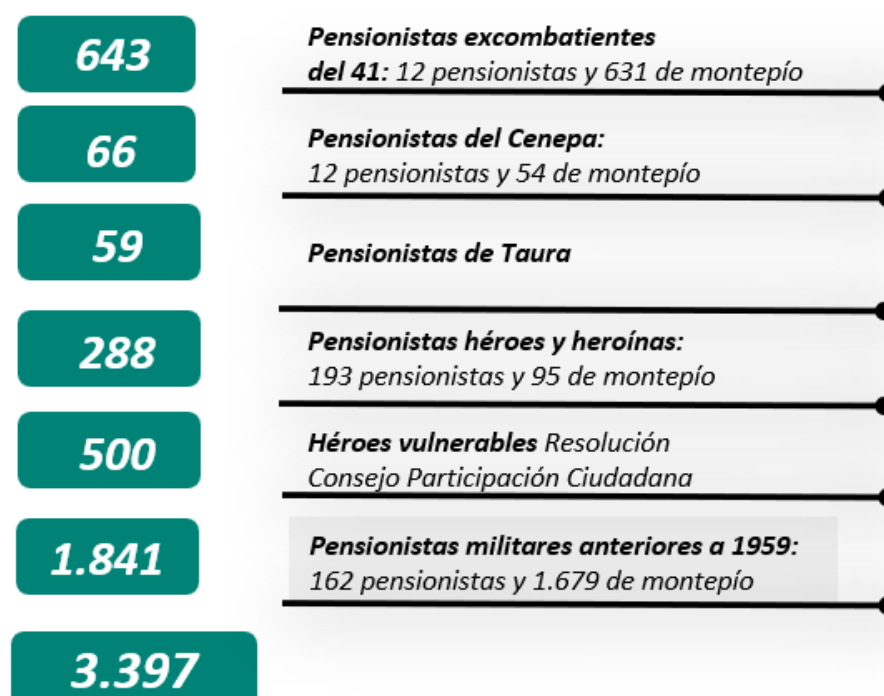 643
Pensionistas excombatientes
del 41: 12 pensionistas y 631 de montepío
66
Pensionistas del Cenepa:
12 pensionistas y 54 de montepío
59
Pensionistas de Taura
288
Pensionistas héroes y heroínas:
193 pensionistas y 95 de montepío
500
Héroes vulnerables Resolución
Consejo Participación Ciudadana
1.841
Pensionistas militares anteriores a 1959:
162 pensionistas y 1.679 de montepío
3.397